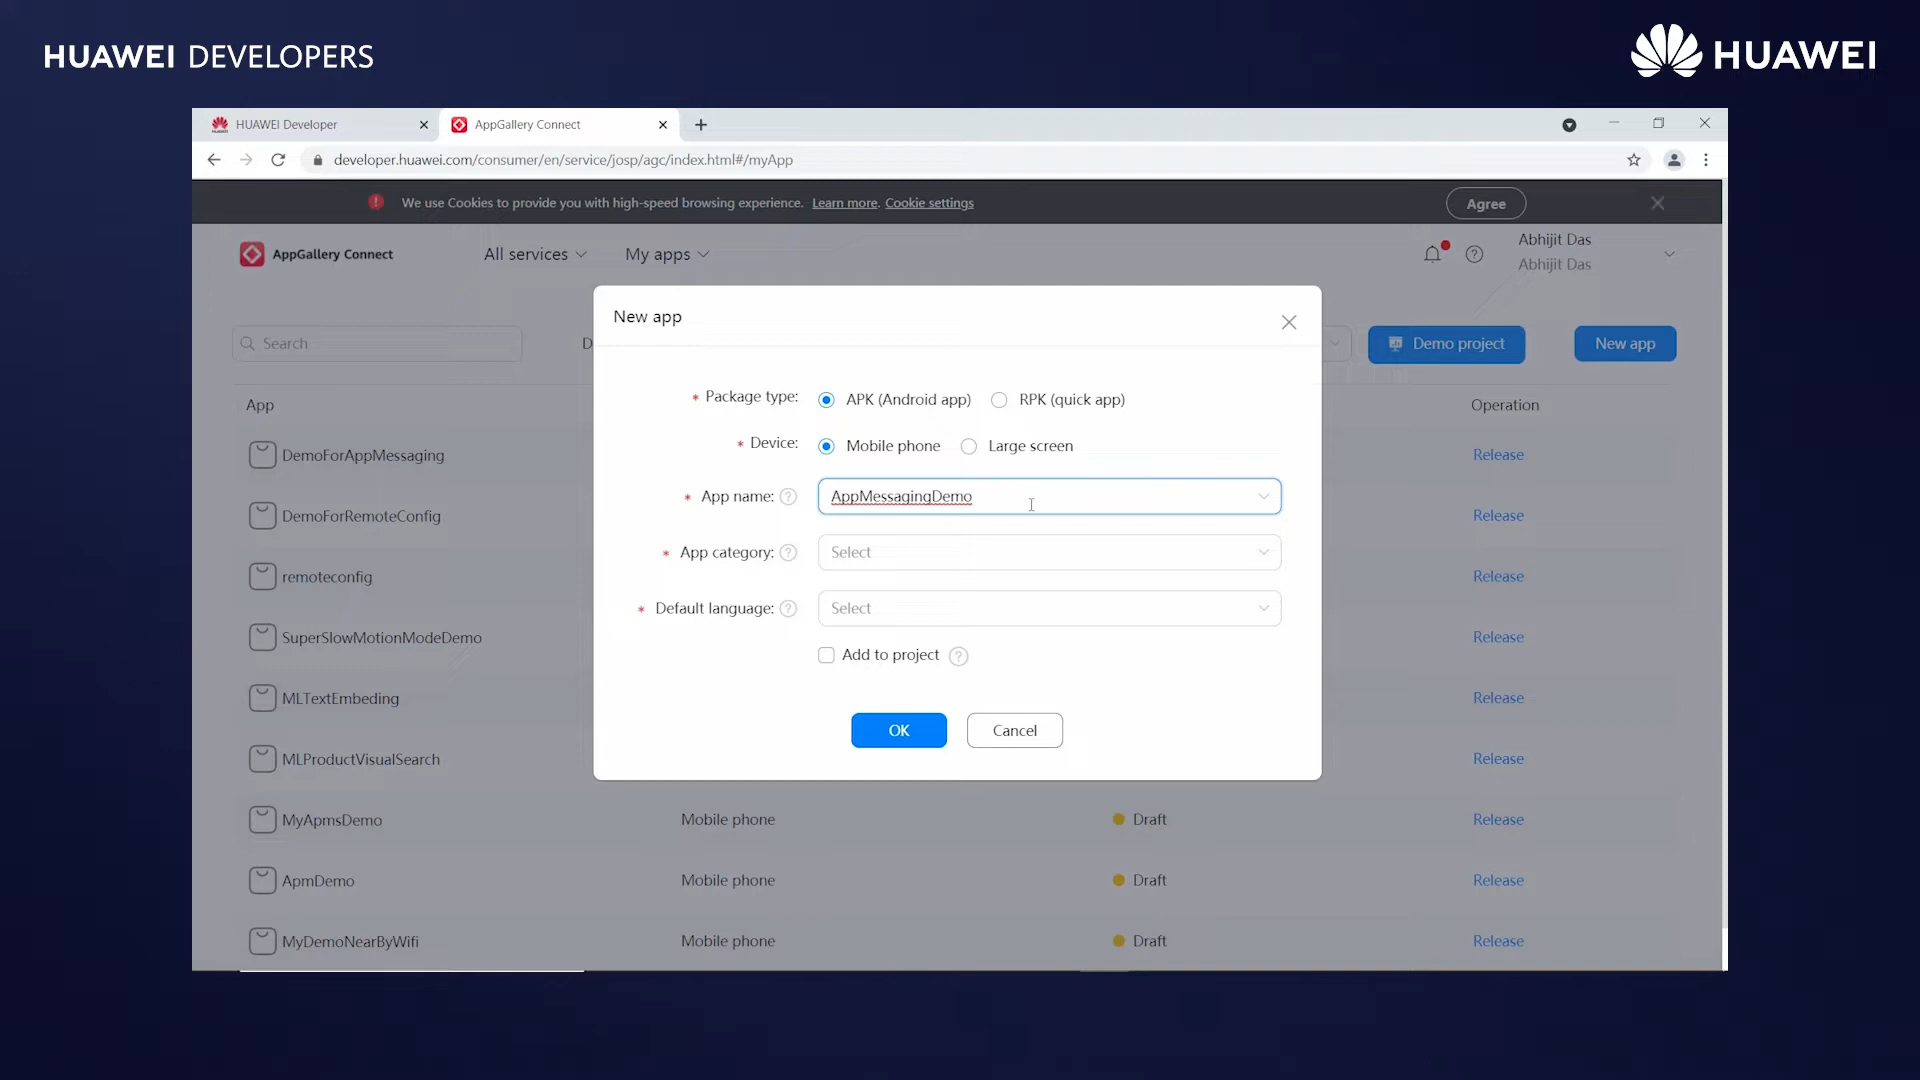 HUAWEI DEVELOPERS
HUAWEI
HUAWEI Developer
AppGallery Connect
developer.huawei.com/consumer/en/service/josp/agc/index.html#/myApp
We use Cookies to provide you with high-speed browsing experience. Learn more. Cookie settings
Agree
AppGallery Connect
All services
My apps
Abhijit Das
Abhijit Das
Search
D
Demo project
New app
New app
App
Operation
Package type:
APK (Android app)
RPK (quick app)
Device:
Mobile phone
Large screen
App name:
AppMessagingDemo
App category:
Select
Default language:
Select
Add to project
OK
Cancel
DemoForAppMessaging
Release
DemoForRemoteConfig
Release
remoteconfig
Release
SuperSlowMotionModeDemo
Release
MLTextEmbeding
Release
MLProductVisualSearch
Release
MyApmsDemo
Mobile phone
Draft
Release
ApmDemo
Mobile phone
Draft
Release
MyDemoNearByWifi
Mobile phone
Draft
Release